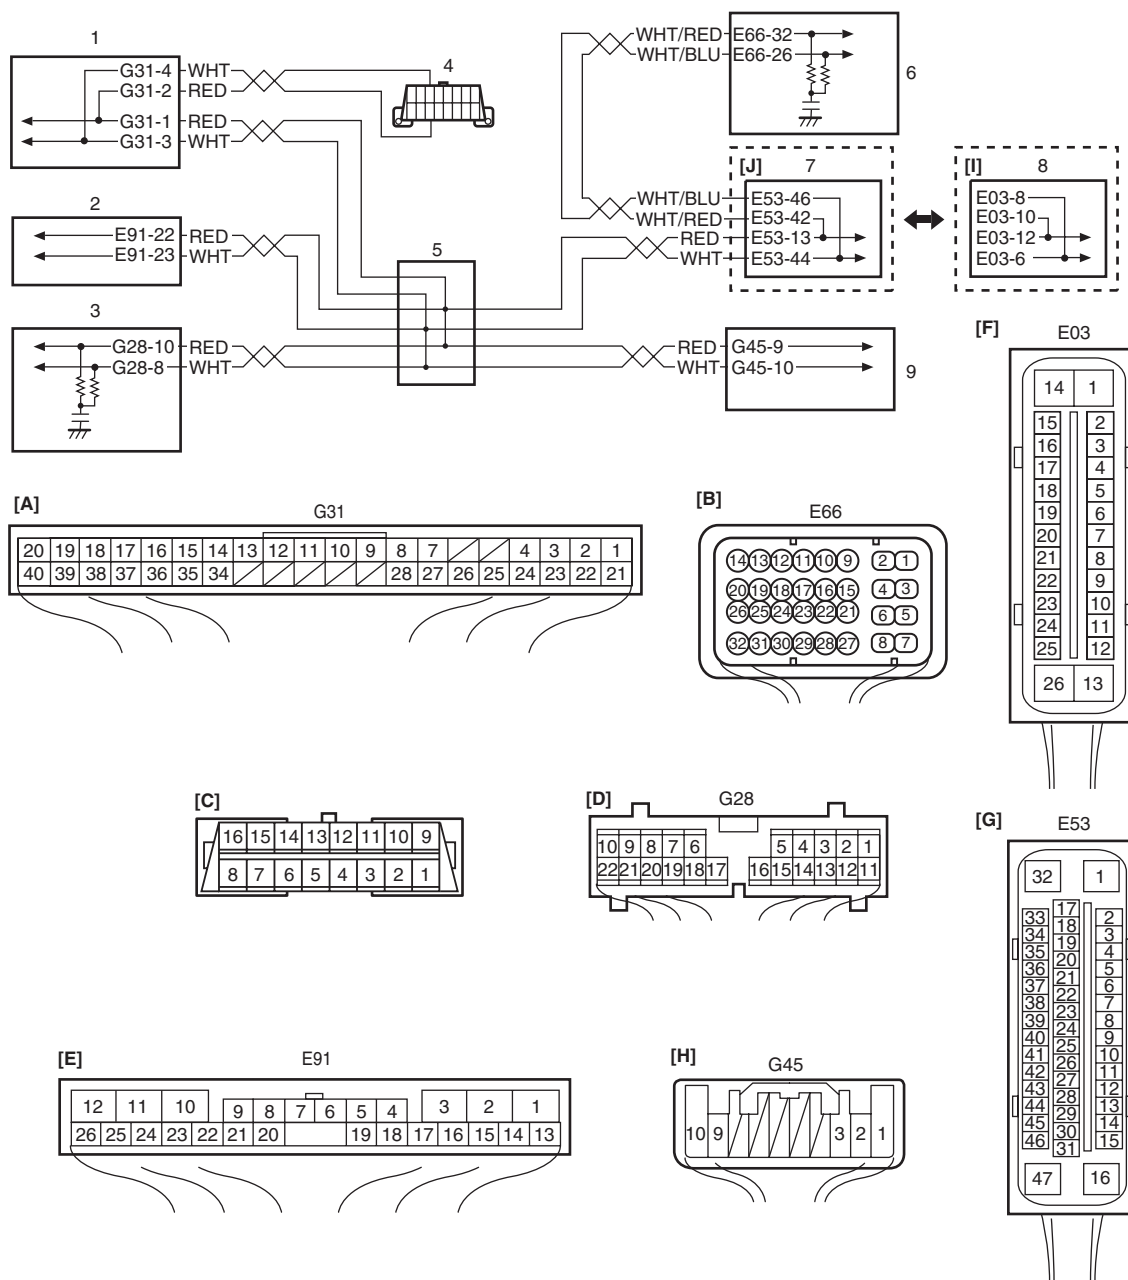 1
G31-4 WHT
G31-2 RED
G31-1 RED
G31-3 WHT
4
WHT/RED E66-32
WHT/BLU E66-26
6
2
E91-22 RED
E91-23 WHT
5
[J] 7
WHT/BLU E53-46
WHT/RED E53-42
RED E53-13
WHT E53-44
[I] 8
E03-8
E03-10
E03-12
E03-6
3
G28-10 RED
G28-8 WHT
RED G45-9
WHT G45-10
9
[A] G31
20 19 18 17 16 15 14 13 12 11 10 9 8 7 4 3 2 1
40 39 38 37 36 35 34 28 27 26 25 24 23 22 21
[B] E66
14 13 12 11 10 9 2 1
20 19 18 17 16 15 4 3
26 25 24 23 22 21 6 5
32 31 30 29 28 27 8 7
[F] E03
14 1
15 2
16 3
17 4
18 5
19 6
20 7
21 8
22 9
23 10
24 11
25 12
26 13
[C]
16 15 14 13 12 11 10 9
8 7 6 5 4 3 2 1
[D] G28
10 9 8 7 6 5 4 3 2 1
22 21 20 19 18 17 16 15 14 13 12 11
[G] E53
32 1
33 17 2
34 18 3
35 19 4
36 20 5
37 21 6
38 22 7
39 23 8
40 24 9
41 25 10
42 26 11
43 27 12
44 28 13
45 29 14
46 30 15
31
47 16
[E] E91
12 11 10 9 8 7 6 5 4 3 2 1
26 25 24 23 22 21 20 19 18 17 16 15 14 13
[H] G45
10 9 3 2 1